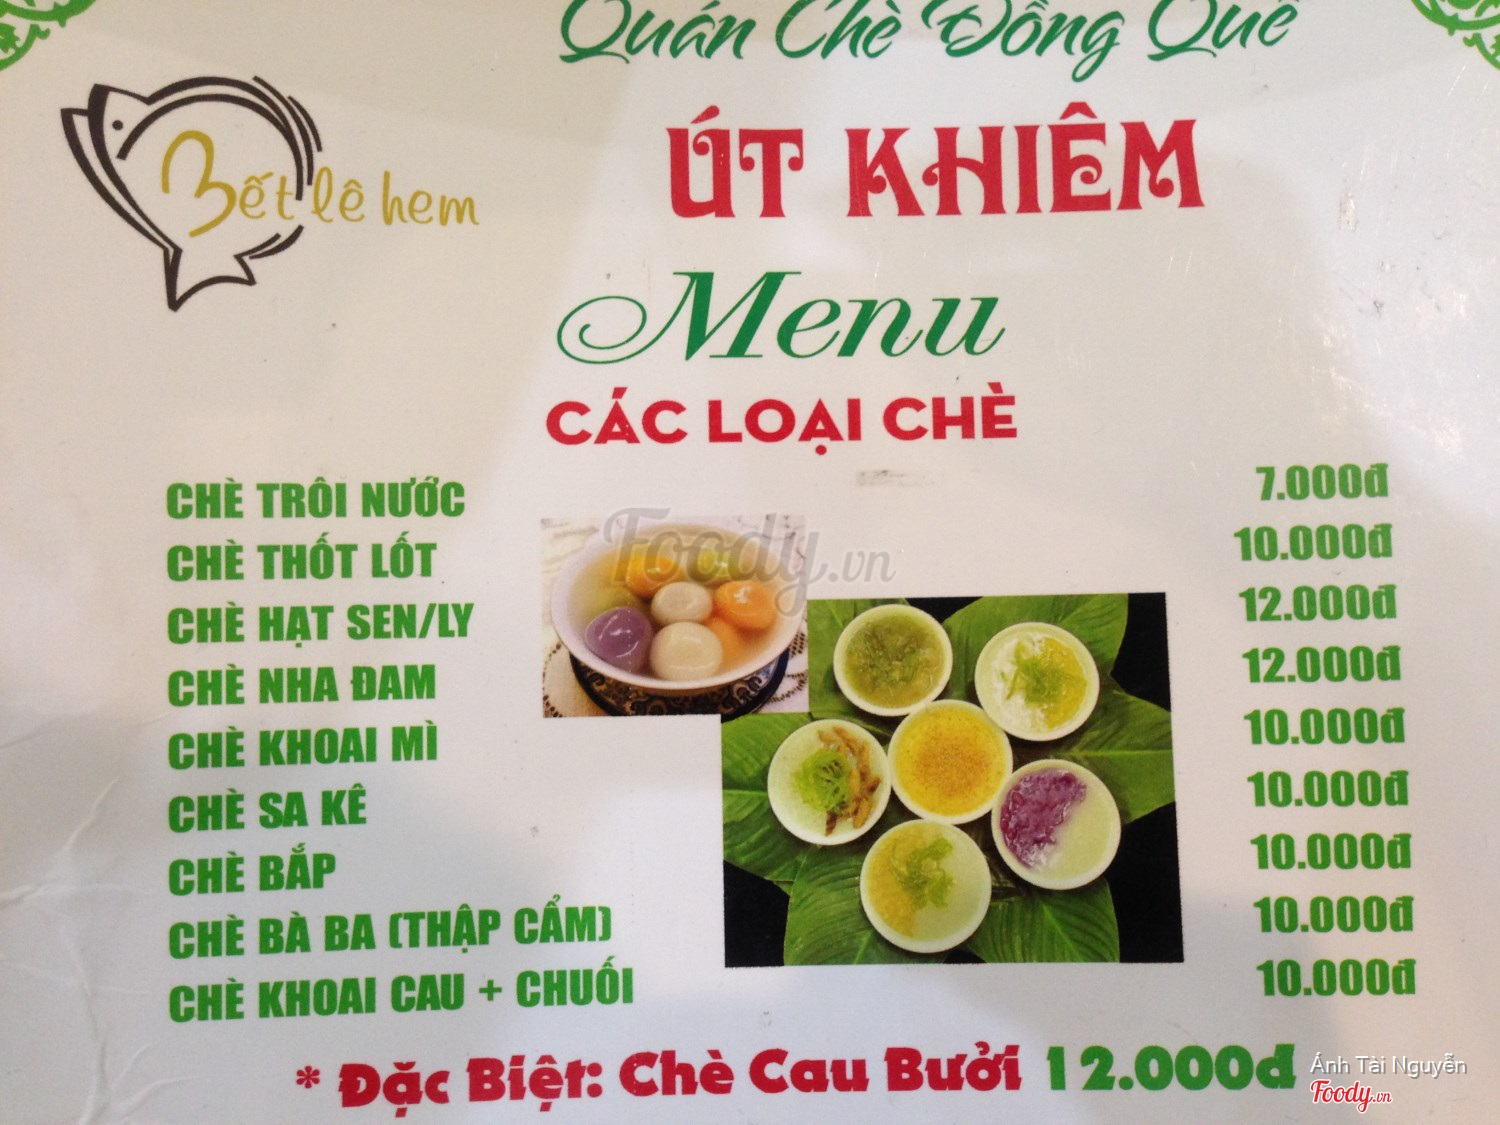 Quán Chè Đồng Quê
Bết lê hem
ÚT KHIÊM
Menu
CÁC LOẠI CHÈ
CHÈ TRÔI NƯỚC 7.000đ
CHÈ THỐT LỐT 10.000đ
CHÈ HẠT SEN/LY 12.000đ
CHÈ NHA ĐAM 12.000đ
CHÈ KHOAI MÌ 10.000đ
CHÈ SA KÊ 10.000đ
CHÈ BẮP 10.000đ
CHÈ BÀ BA (THẬP CẨM) 10.000đ
CHÈ KHOAI CAU + CHUỐI 10.000đ
* Đặc Biệt: Chè Cau Bưởi 12.000đ
Foody.vn
Ánh Tài Nguyễn
Foody.vn